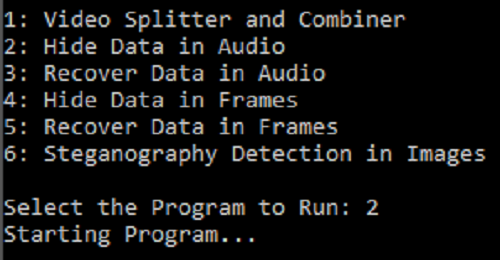 1: Video Splitter and Combiner
2: Hide Data in Audio
3: Recover Data in Audio
4: Hide Data in Frames
5: Recover Data in Frames
6: Steganography Detection in Images
Select the Program to Run: 2
Starting Program...